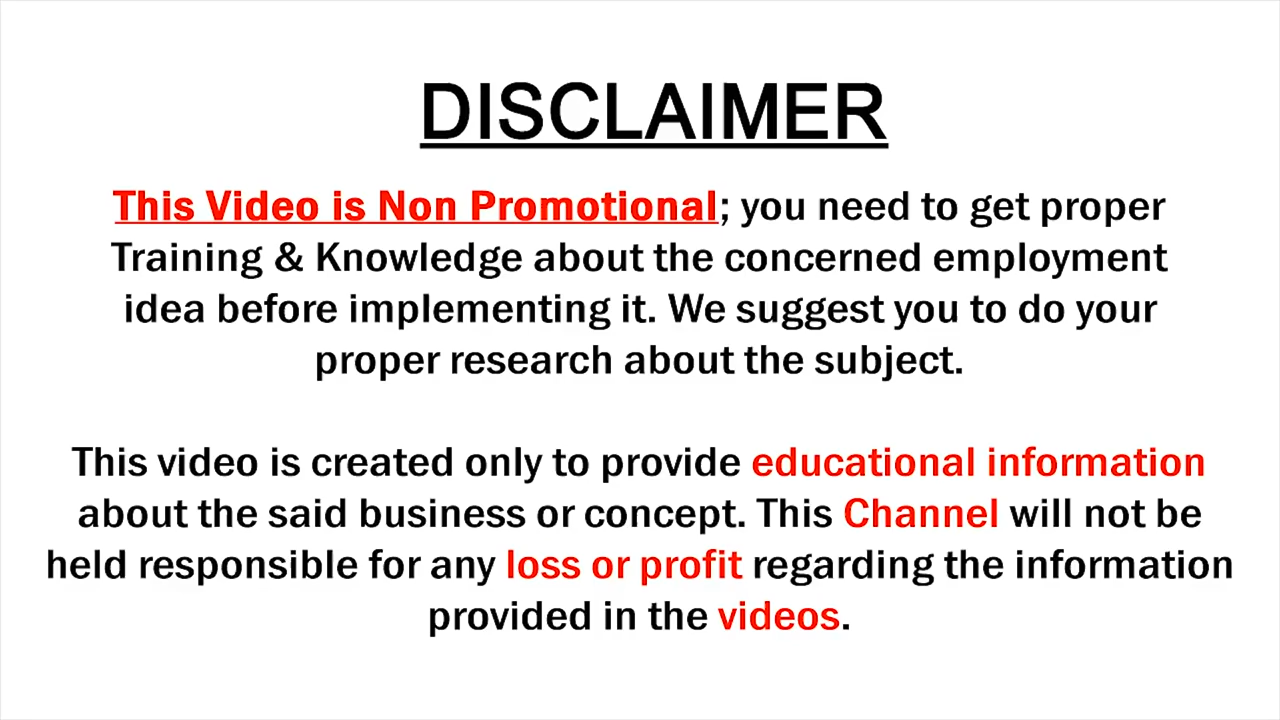 DISCLAIMER
This Video is Non Promotional; you need to get proper
Training & Knowledge about the concerned employment
idea before implementing it. We suggest you to do your
proper research about the subject.
This video is created only to provide educational information
about the said business or concept. This Channel will not be
held responsible for any loss or profit regarding the information
provided in the videos.